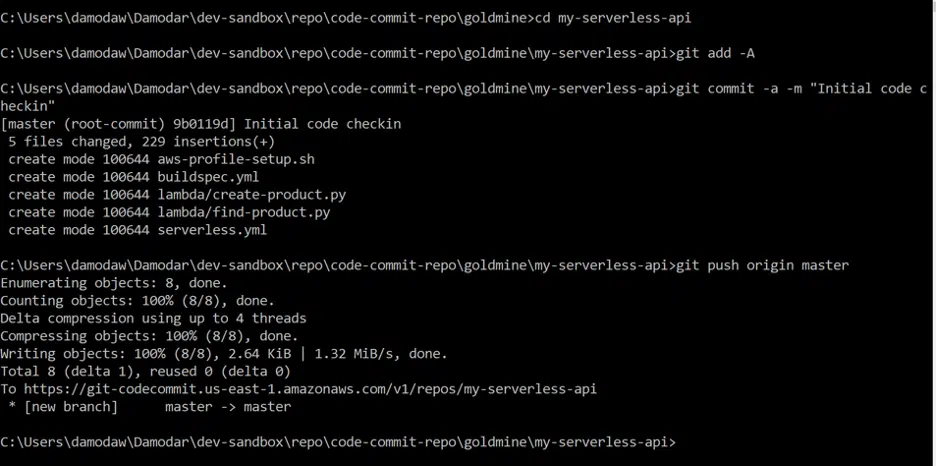 C:\Users\damodaw\Damodar\dev-sandbox\repo\code-commit-repo\goldmine>cd my-serverless-api
C:\Users\damodaw\Damodar\dev-sandbox\repo\code-commit-repo\goldmine\my-serverless-api>git add -A
C:\Users\damodaw\Damodar\dev-sandbox\repo\code-commit-repo\goldmine\my-serverless-api>git commit -a -m "Initial code c
heckin"
[master (root-commit) 9b0119d] Initial code checkin
 5 files changed, 229 insertions(+)
 create mode 100644 aws-profile-setup.sh
 create mode 100644 buildspec.yml
 create mode 100644 lambda/create-product.py
 create mode 100644 lambda/find-product.py
 create mode 100644 serverless.yml
C:\Users\damodaw\Damodar\dev-sandbox\repo\code-commit-repo\goldmine\my-serverless-api>git push origin master
Enumerating objects: 8, done.
Counting objects: 100% (8/8), done.
Delta compression using up to 4 threads
Compressing objects: 100% (8/8), done.
Writing objects: 100% (8/8), 2.64 KiB | 1.32 MiB/s, done.
Total 8 (delta 1), reused 0 (delta 0)
To https://git-codecommit.us-east-1.amazonaws.com/v1/repos/my-serverless-api
 * [new branch]      master -> master
C:\Users\damodaw\Damodar\dev-sandbox\repo\code-commit-repo\goldmine\my-serverless-api>